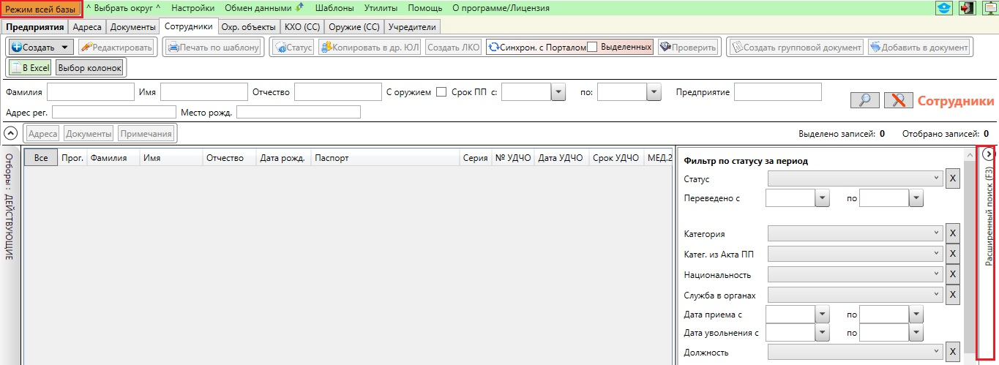 Режим всей базы ^ Выбрать округ ^ Настройки Обмен данными Шаблоны Утилиты Помощь О программе/Лицензия
Предприятия Адреса Документы Сотрудники Охр. объекты КХО (СС) Оружие (СС) Учредители
Создать Редактировать Печать по шаблону Статус Копировать в др. ЮЛ Создать ЛКО Синхрон. с Порталом Выделенных Проверить Создать групповой документ Добавить в документ
В Excel Выбор колонок
Фамилия Имя Отчество С оружием Срок ПП с: по: Предприятие
Сотрудники
Адрес рег. Место рожд.
Адреса Документы Примечания Выделено записей: 0 Отобрано записей: 0
Отборы : ДЕЙСТВУЮЩИЕ
Все Прог. Фамилия Имя Отчество Дата рожд. Паспорт Серия № УДЧО Дата УДЧО Срок УДЧО МЕД.2
Фильтр по статусу за период
Статус X
Переведено с по
Категория X
Катег. из Акта ПП X
Национальность X
Служба в органах X
Дата приема с по
Дата увольнения с по
Должность X
Расширенный поиск (F3)